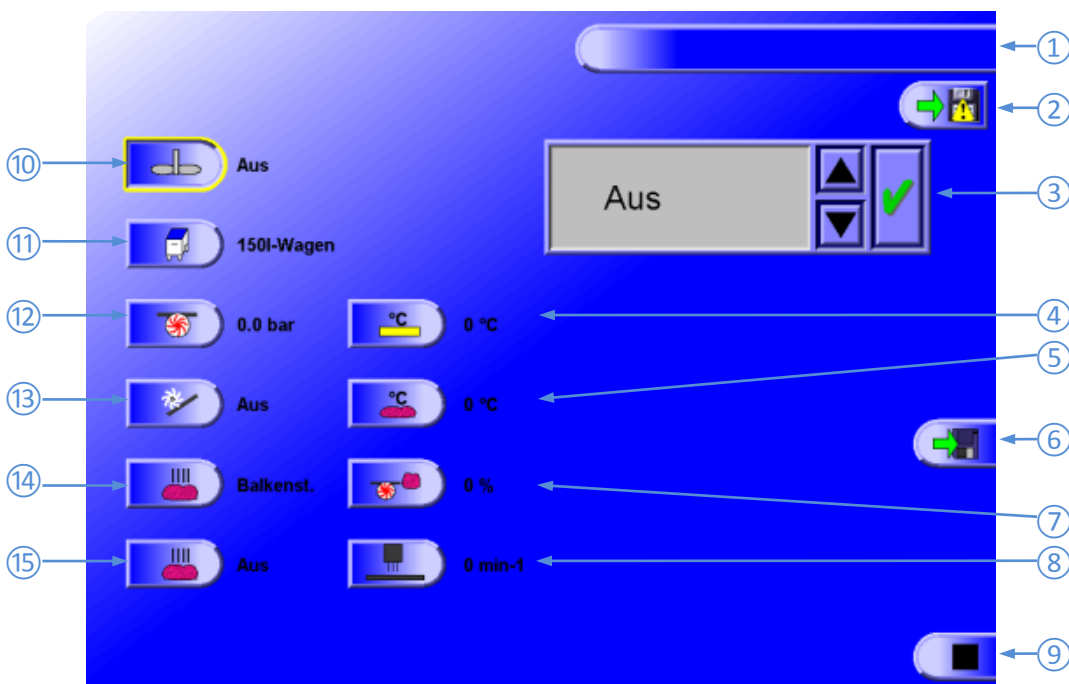 ①
②
⑩ Aus
Aus ③
⑪ 150l-Wagen
⑫ 0.0 bar °C 0 °C ④
⑤
⑬ Aus °C 0 °C
⑥
⑭ Balkenst. 0 %
⑦
⑮ Aus 0 min-1 ⑧
⑨